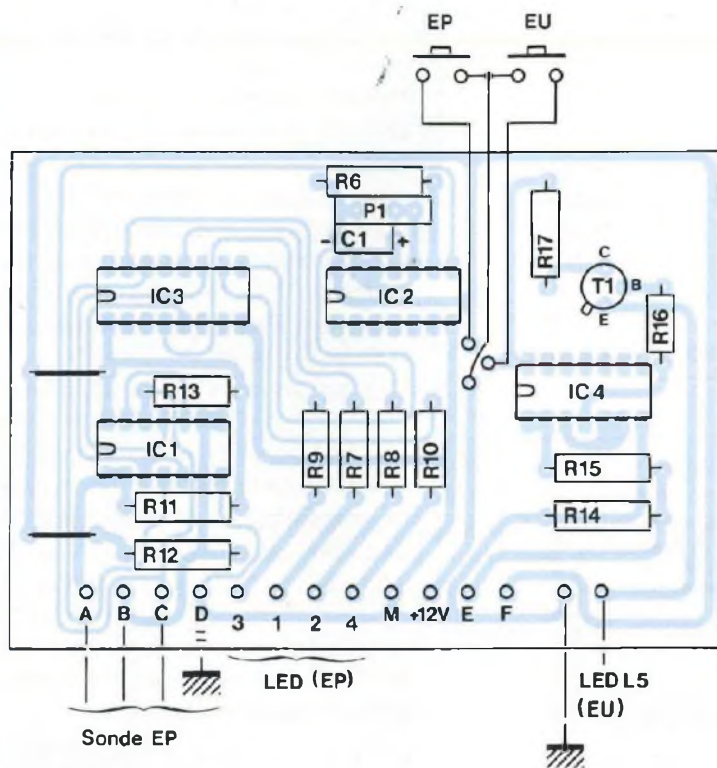 EP EU
R6
P1
- C1 +
IC3
IC2
R17
C
T1 B
E
R16
R13
IC4
IC1
R9 R7 R8 R10
R15
R11
R14
R12
A B C D 3 1 2 4 M +12V E F
=
LED (EP)
LED L5
(EU)
Sonde EP